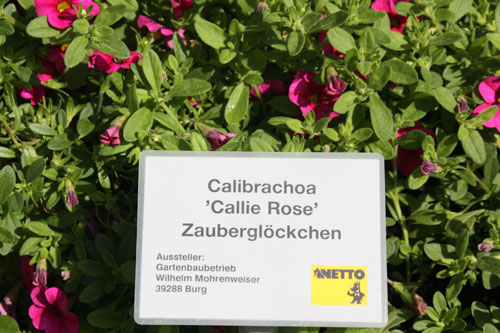 Calibrachoa
'Callie Rose'
Zauberglöckchen
Aussteller:
Gartenbaubetrieb
Wilhelm Mohrenweiser
39288 Burg
NETTO